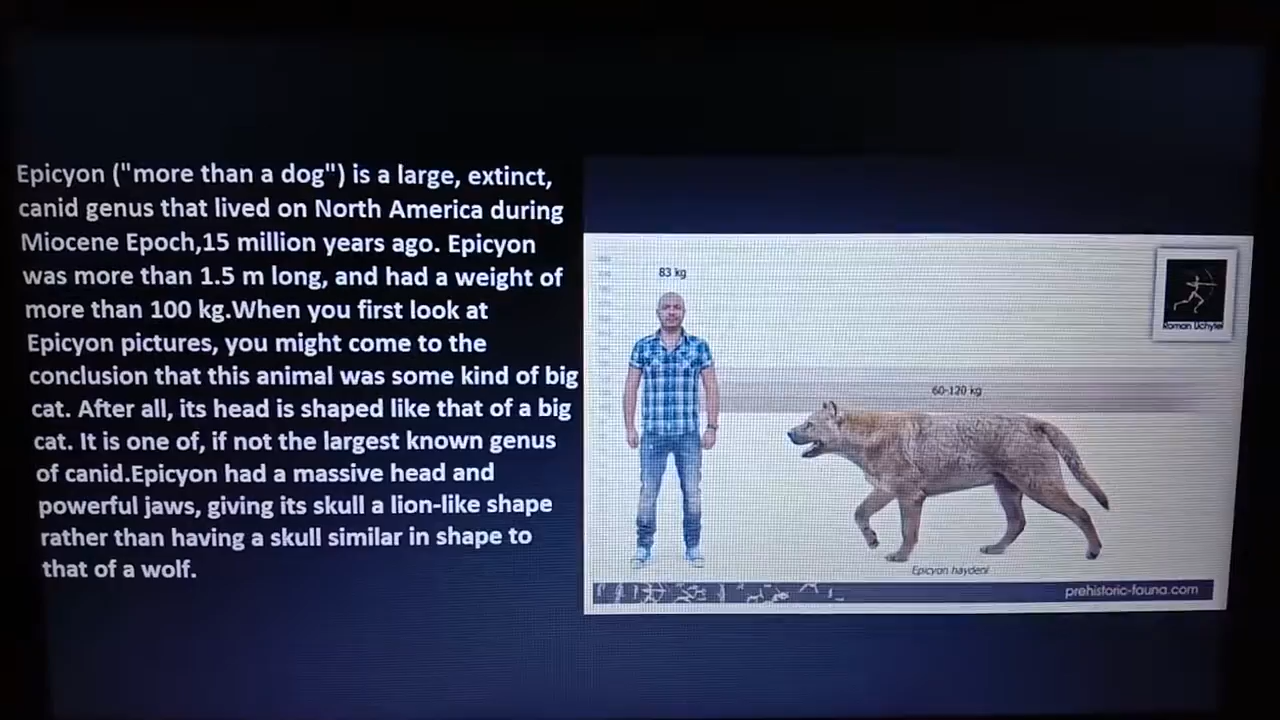 Epicyon ("more than a dog") is a large, extinct,
canid genus that lived on North America during
Miocene Epoch,15 million years ago. Epicyon
was more than 1.5 m long, and had a weight of
more than 100 kg.When you first look at
Epicyon pictures, you might come to the
conclusion that this animal was some kind of big
cat. After all, its head is shaped like that of a big
cat. It is one of, if not the largest known genus
of canid.Epicyon had a massive head and
powerful jaws, giving its skull a lion-like shape
rather than having a skull similar in shape to
that of a wolf.
83 kg
Roman Uchytel
60-120 kg
Epicyon haydeni
prehistoric-fauna.com